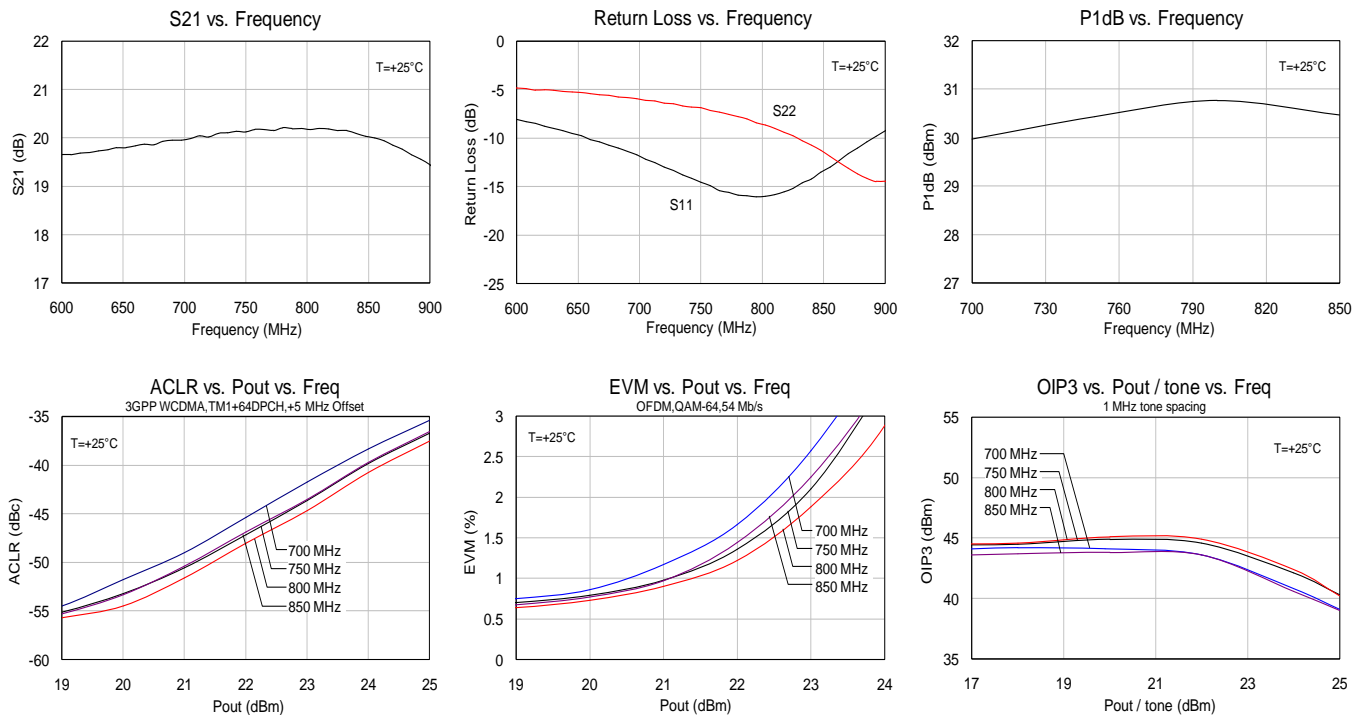 S21 vs. Frequency
22
21
20
19
18
17
S21 (dB)
T=+25°C
600 650 700 750 800 850 900
Frequency (MHz)
Return Loss vs. Frequency
0
-5
-10
-15
-20
-25
Return Loss (dB)
T=+25°C
S22
S11
600 650 700 750 800 850 900
Frequency (MHz)
P1dB vs. Frequency
32
31
30
29
28
27
P1dB (dBm)
T=+25°C
700 730 760 790 820 850
Frequency (MHz)
ACLR vs. Pout vs. Freq
3GPP WCDMA,TM1+64DPCH,+5 MHz Offset
-35
-40
-45
-50
-55
-60
ACLR (dBc)
T=+25°C
700 MHz
750 MHz
800 MHz
850 MHz
19 20 21 22 23 24 25
Pout (dBm)
EVM vs. Pout vs. Freq
OFDM,QAM-64,54 Mb/s
3
2.5
2
1.5
1
0.5
0
EVM (%)
T=+25°C
700 MHz
750 MHz
800 MHz
850 MHz
19 20 21 22 23 24
Pout (dBm)
OIP3 vs. Pout / tone vs. Freq
1 MHz tone spacing
55
50
45
40
35
OIP3 (dBm)
700 MHz
750 MHz
800 MHz
850 MHz
T=+25°C
17 19 21 23 25
Pout / tone (dBm)